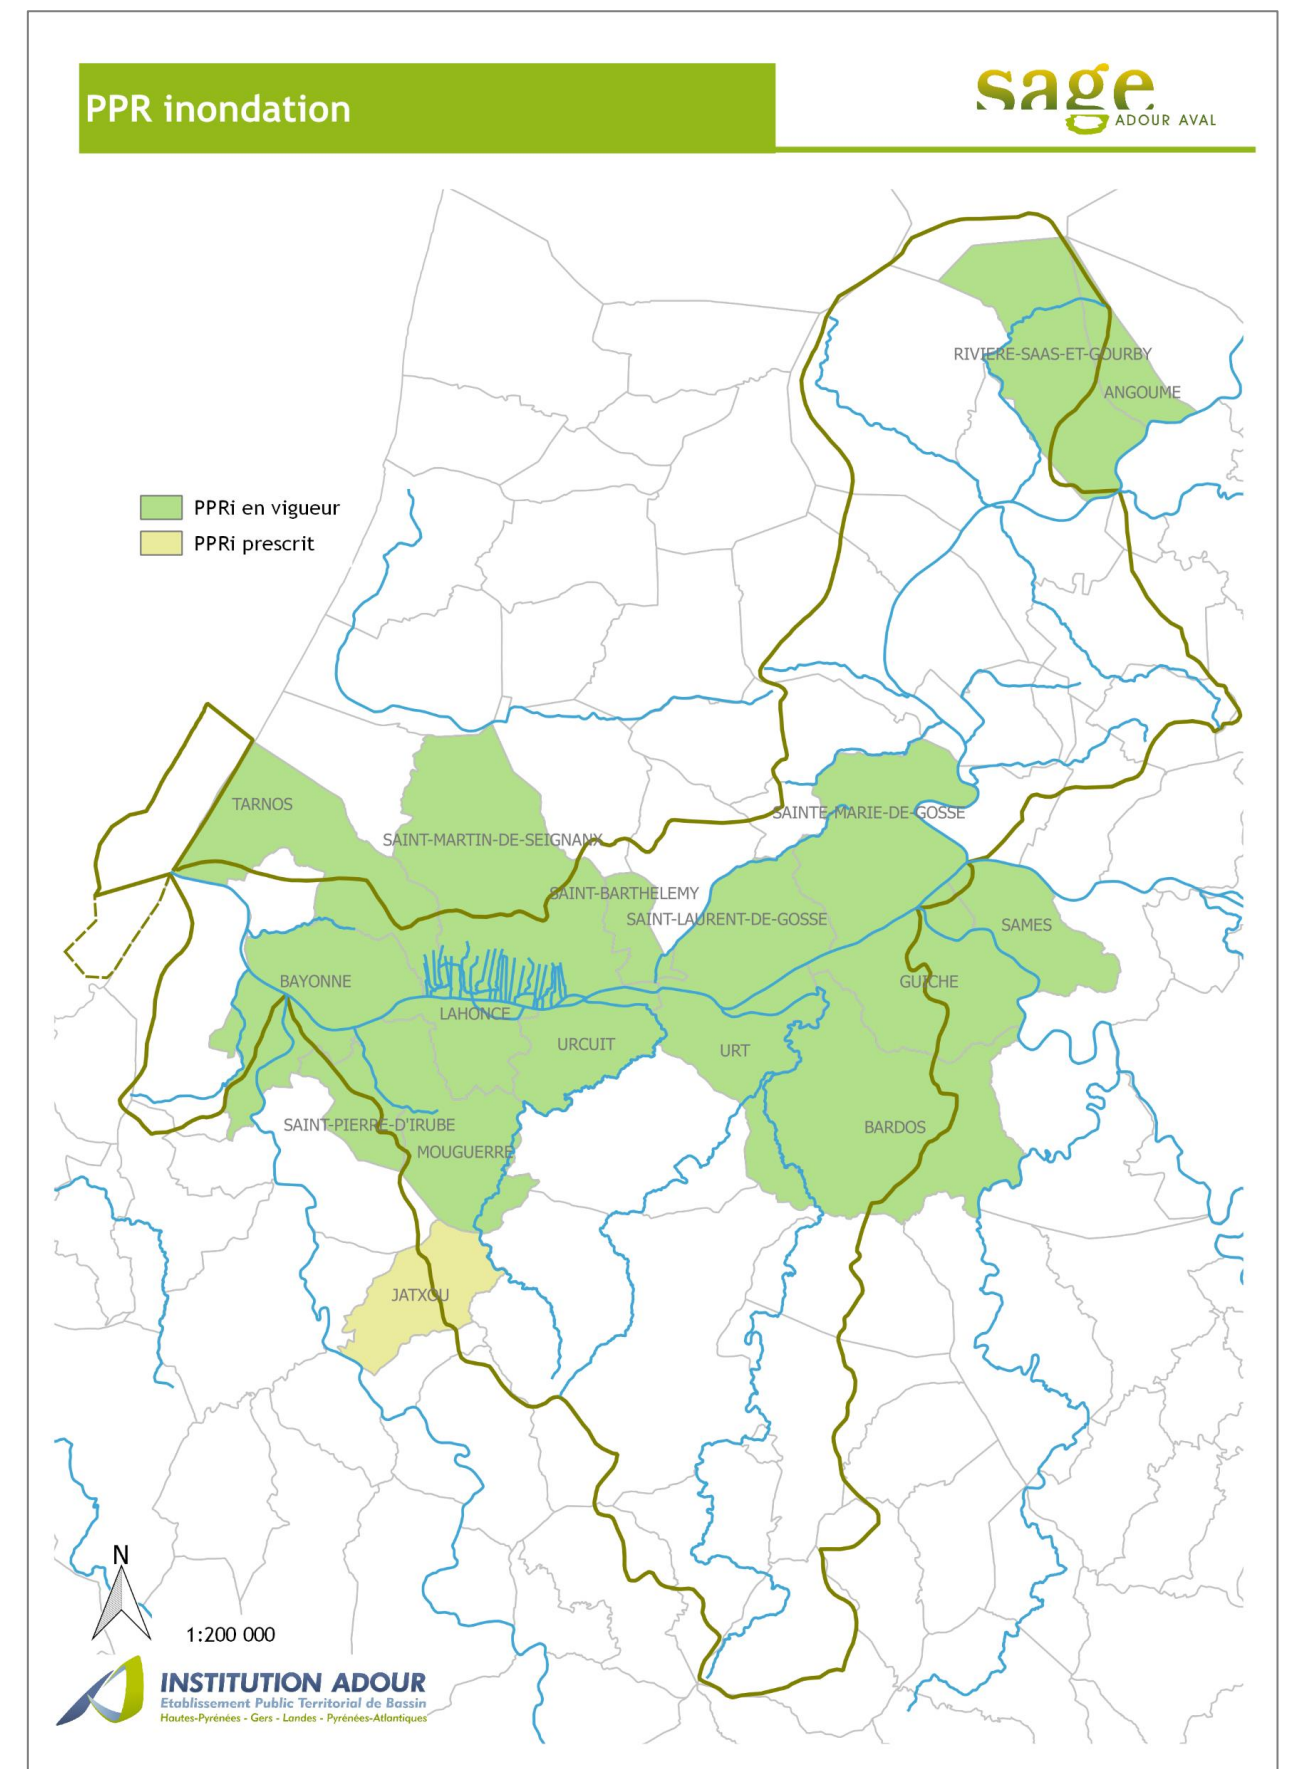 PPR inondation
sage
ADOUR AVAL
RIVIERE-SAAS-ET-GOURBY
ANGOUME
PPRi en vigueur
PPRi prescrit
TARNOS
SAINTE-MARIE-DE-GOSSE
SAINT-MARTIN-DE-SEIGNANX
SAINT-BARTHELEMY
SAINT-LAURENT-DE-GOSSE
SAMES
BAYONNE
GUICHE
LAHONCE
URCUIT
URT
SAINT-PIERRE-D'IRUBE
BARDOS
MOUGUERRE
JATXOU
N
1:200 000
INSTITUTION ADOUR
Etablissement Public Territorial de Bassin
Hautes-Pyrénées - Gers - Landes - Pyrénées-Atlantiques